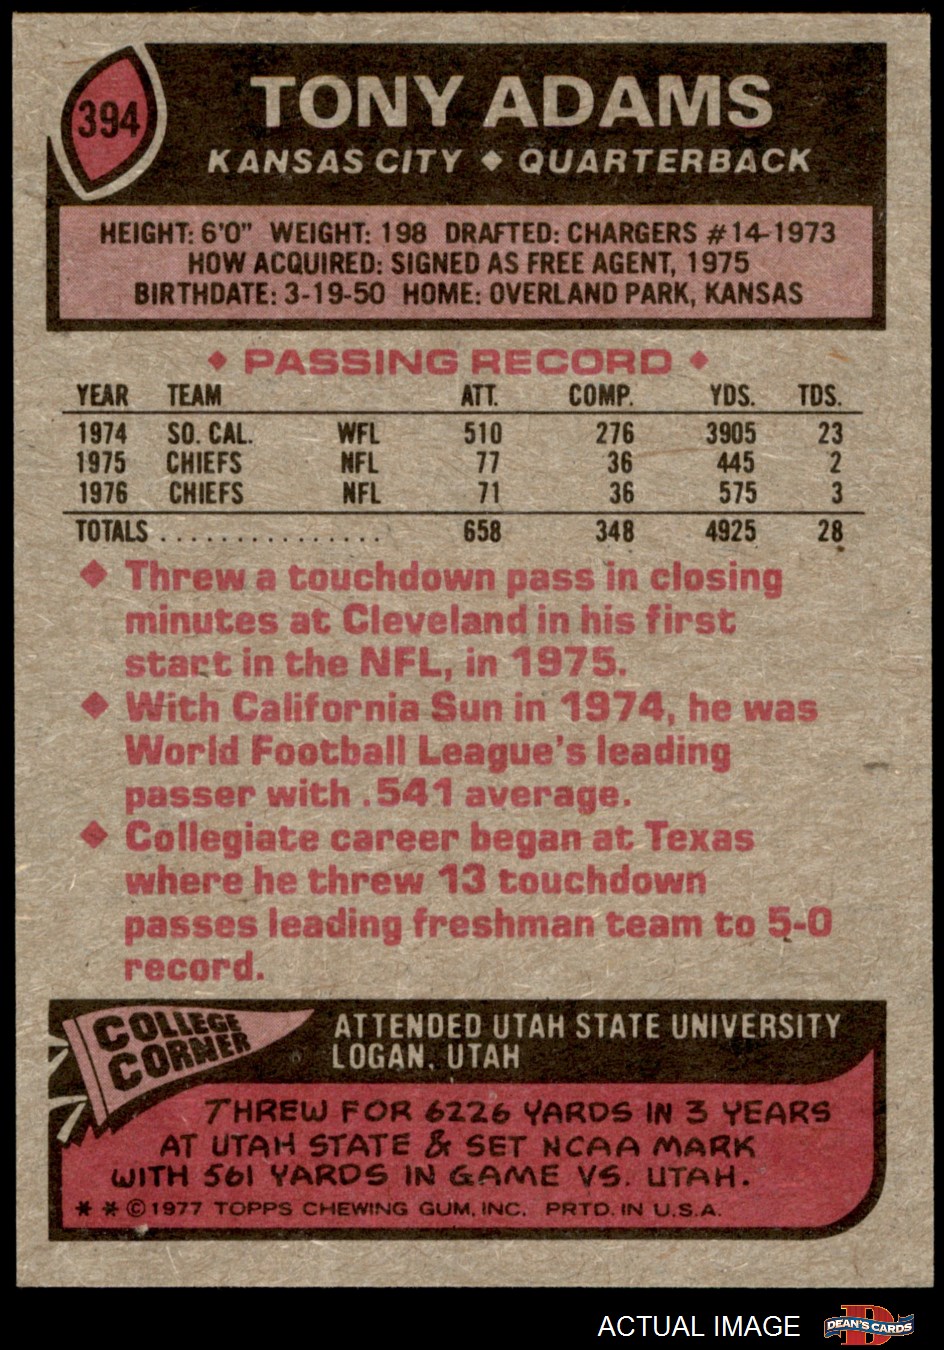 394
TONY ADAMS
KANSAS CITY ◆ QUARTERBACK
HEIGHT: 6'0" WEIGHT: 198 DRAFTED: CHARGERS #14-1973
HOW ACQUIRED: SIGNED AS FREE AGENT, 1975
BIRTHDATE: 3-19-50 HOME: OVERLAND PARK, KANSAS
◆ PASSING RECORD ◆
YEAR TEAM ATT. COMP. YDS. TDS.
1974 SO. CAL. WFL 510 276 3905 23
1975 CHIEFS NFL 77 36 445 2
1976 CHIEFS NFL 71 36 575 3
TOTALS . . . . . . . . . . . . . . . 658 348 4925 28
◆ Threw a touchdown pass in closing
minutes at Cleveland in his first
start in the NFL, in 1975.
◆ With California Sun in 1974, he was
World Football League's leading
passer with .541 average.
◆ Collegiate career began at Texas
where he threw 13 touchdown
passes leading freshman team to 5-0
record.
COLLEGE
CORNER
ATTENDED UTAH STATE UNIVERSITY
LOGAN, UTAH
THREW FOR 6226 YARDS IN 3 YEARS
AT UTAH STATE & SET NCAA MARK
WITH 561 YARDS IN GAME VS. UTAH.
* * © 1977 TOPPS CHEWING GUM, INC. PRTD. IN U.S.A.
ACTUAL IMAGE
D
DEAN'S CARDS